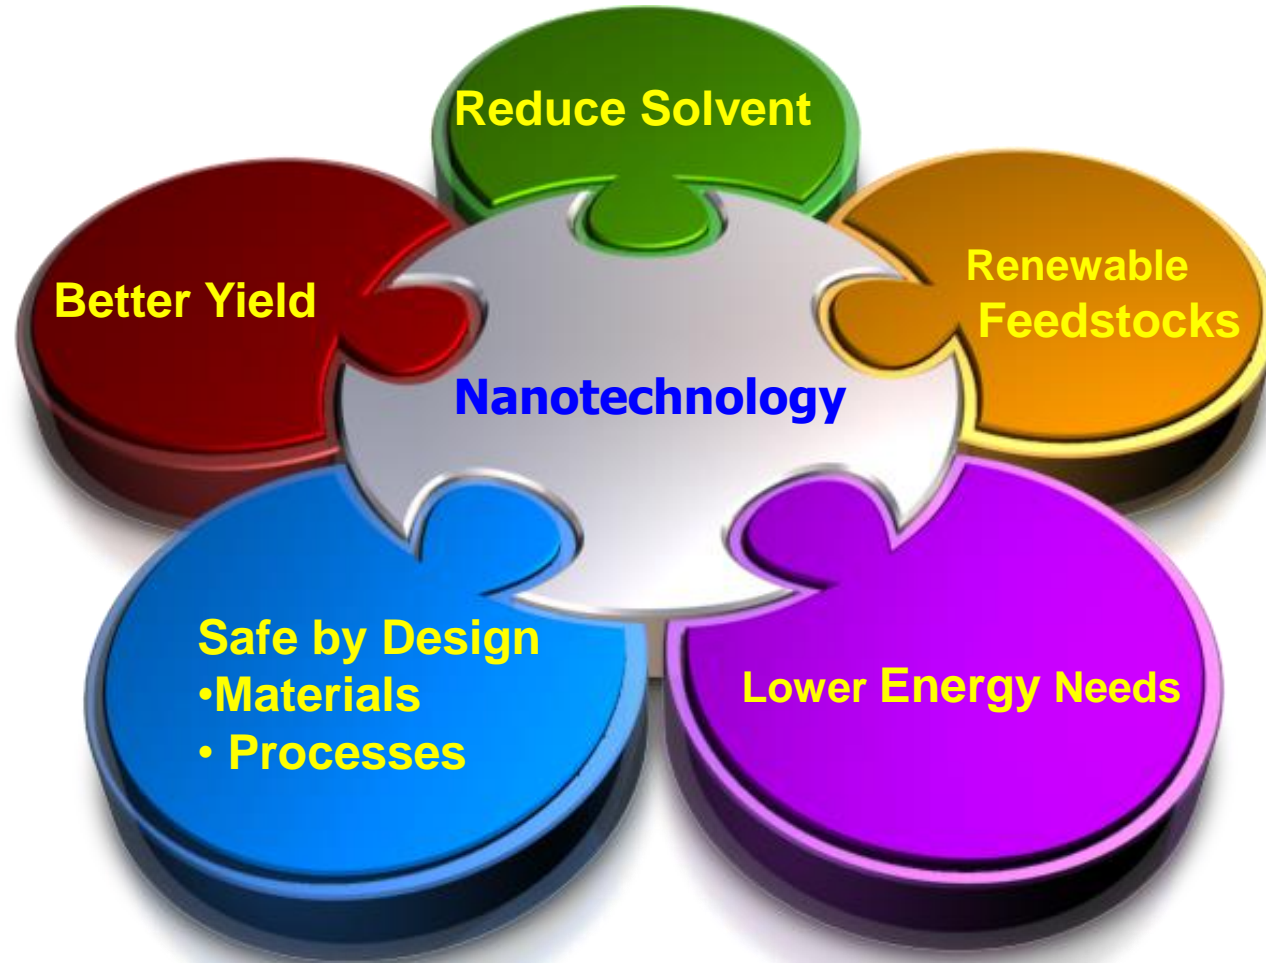 Reduce Solvent
Better Yield
Renewable
Feedstocks
Nanotechnology
Safe by Design
•Materials
• Processes
Lower Energy Needs